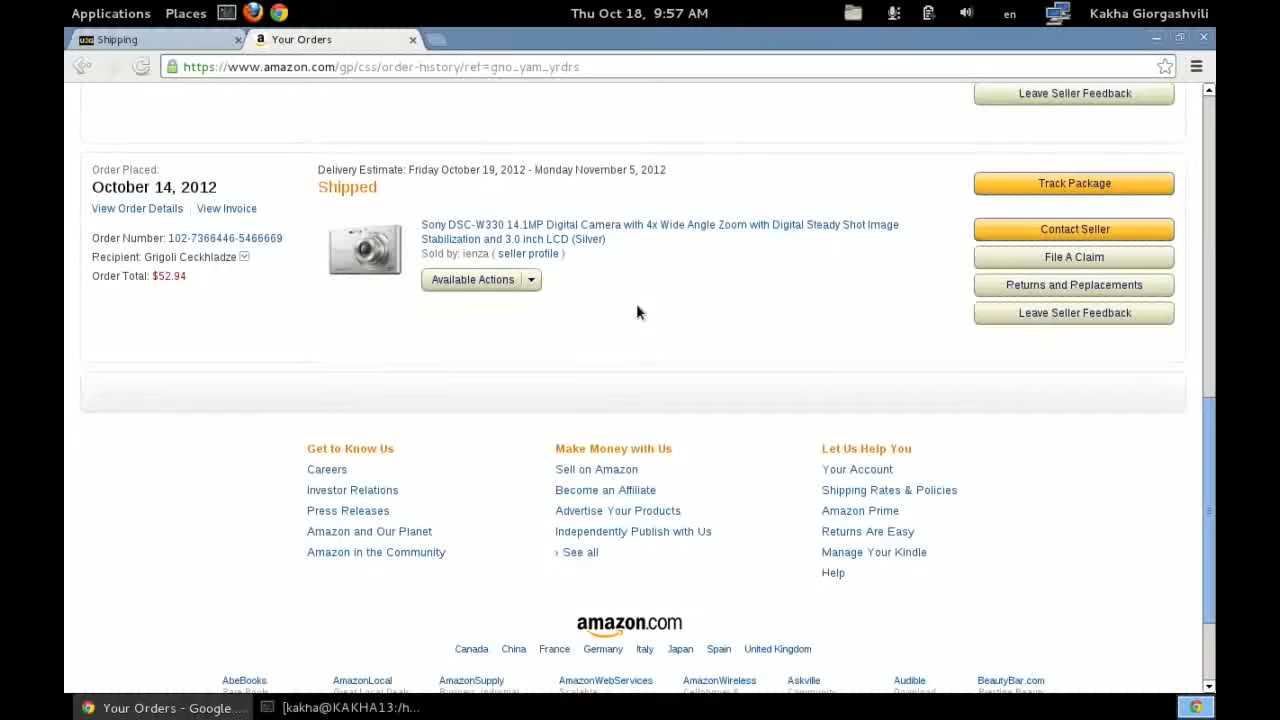 Applications Places Thu Oct 18, 9:57 AM en Kakha Giorgashvili
Shipping Your Orders
https://www.amazon.com/gp/css/order-history/ref=gno_yam_yrdrs
Leave Seller Feedback
Order Placed:
October 14, 2012
View Order Details | View Invoice
Order Number: 102-7366446-5466669
Recipient: Grigoli Ceckhladze
Order Total: $52.94
Delivery Estimate: Friday October 19, 2012 - Monday November 5, 2012
Shipped
Sony DSC-W330 14.1MP Digital Camera with 4x Wide Angle Zoom with Digital Steady Shot Image
Stabilization and 3.0 inch LCD (Silver)
Sold by: ienza ( seller profile )
Available Actions
Track Package
Contact Seller
File A Claim
Returns and Replacements
Leave Seller Feedback
Get to Know Us
Careers
Investor Relations
Press Releases
Amazon and Our Planet
Amazon in the Community
Make Money with Us
Sell on Amazon
Become an Affiliate
Advertise Your Products
Independently Publish with Us
› See all
Let Us Help You
Your Account
Shipping Rates & Policies
Amazon Prime
Returns Are Easy
Manage Your Kindle
Help
amazon.com
Canada China France Germany Italy Japan Spain United Kingdom
AbeBooks AmazonLocal AmazonSupply AmazonWebServices AmazonWireless Askville Audible BeautyBar.com
Your Orders - Google ... [kakha@KAKHA13:/h...